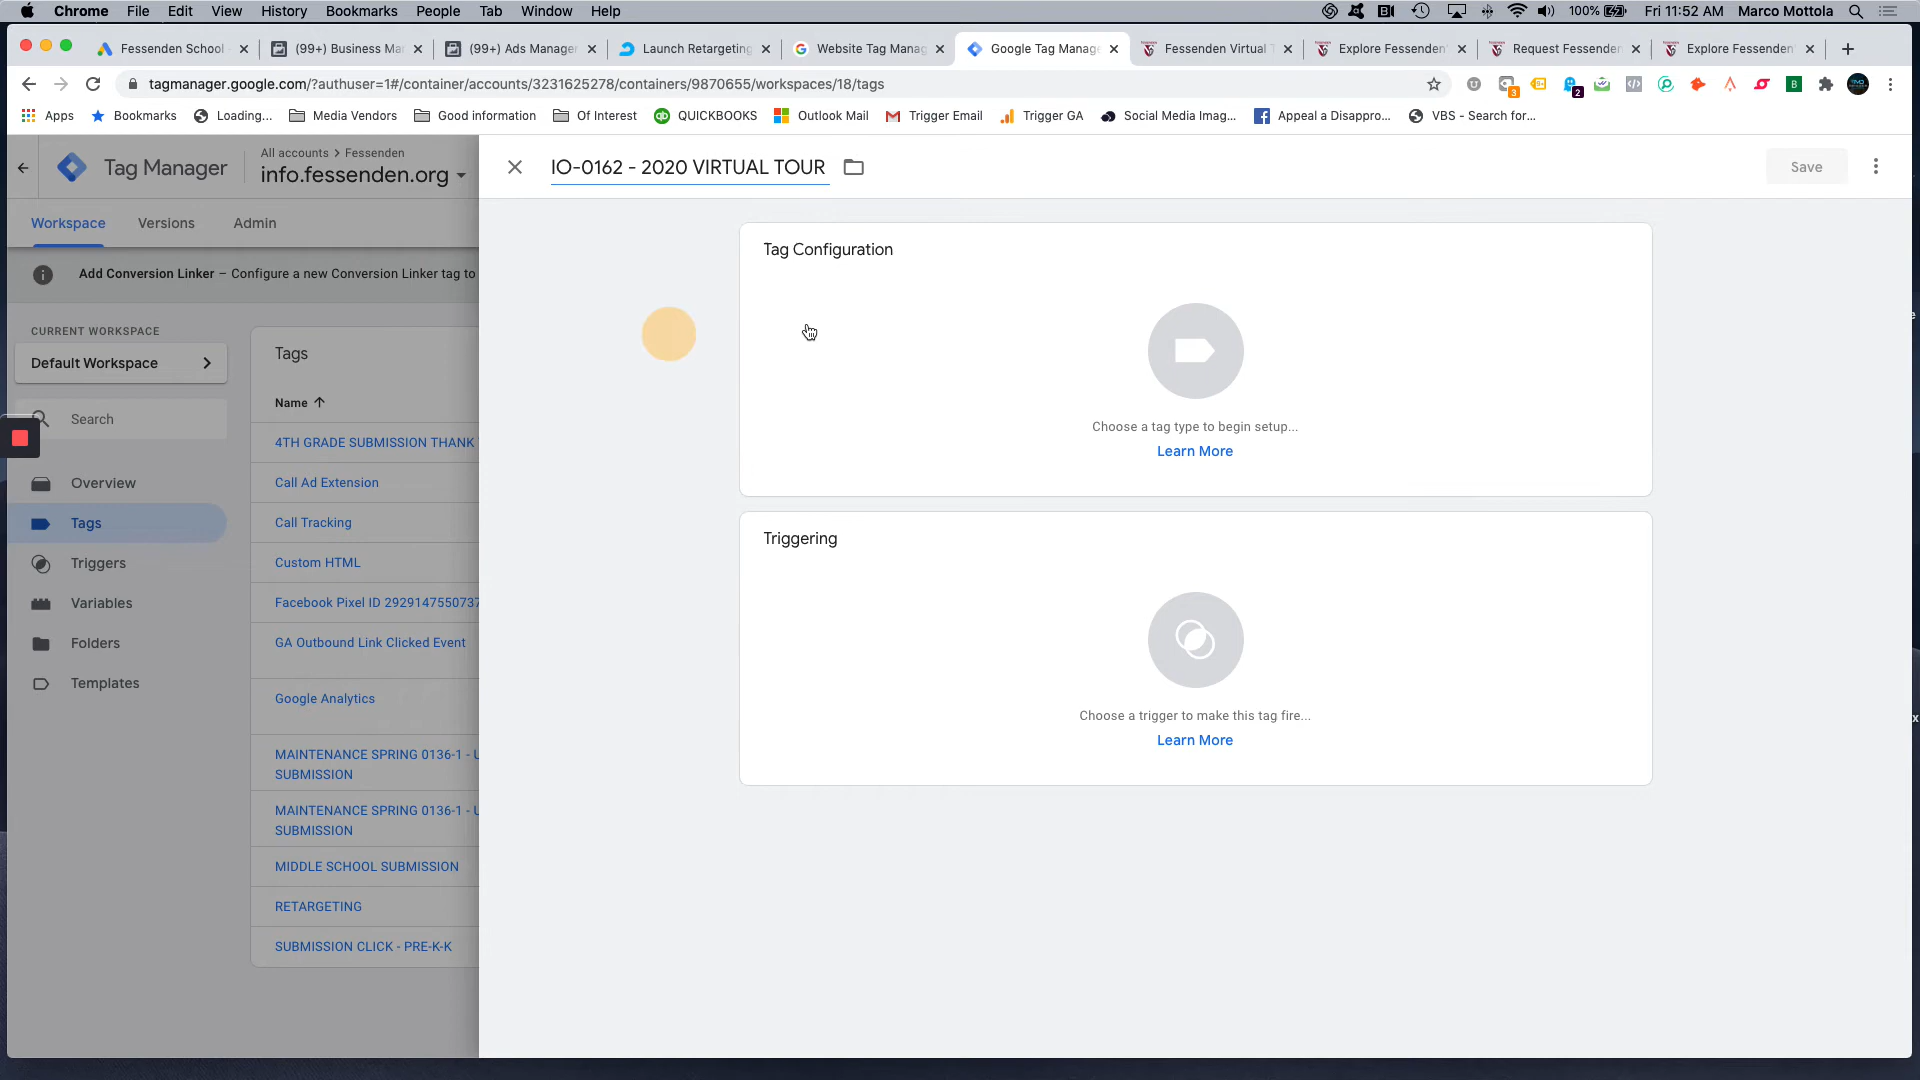 Chrome File Edit View History Bookmarks People Tab Window Help 100% Fri 11:52 AM Marco Mottola
Fessenden School - (99+) Business Ma (99+) Ads Manager Launch Retargeting Website Tag Manag Google Tag Manage Fessenden Virtual T Explore Fessenden' Request Fessenden Explore Fessenden'
tagmanager.google.com/?authuser=1#/container/accounts/3231625278/containers/9870655/workspaces/18/tags
3 2 B
Apps Bookmarks Loading... Media Vendors Good information Of Interest QUICKBOOKS Outlook Mail Trigger Email Trigger GA Social Media Imag... Appeal a Disappro... VBS - Search for...
Tag Manager
All accounts > Fessenden
info.fessenden.org
IO-0162 - 2020 VIRTUAL TOUR
Save
Workspace Versions Admin
Add Conversion Linker – Configure a new Conversion Linker tag to
CURRENT WORKSPACE
Default Workspace
Search
Overview
Tags
Triggers
Variables
Folders
Templates
Tags
Name
4TH GRADE SUBMISSION THANK
Call Ad Extension
Call Tracking
Custom HTML
Facebook Pixel ID 2929147550737
GA Outbound Link Clicked Event
Google Analytics
MAINTENANCE SPRING 0136-1 - U
SUBMISSION
MAINTENANCE SPRING 0136-1 - U
SUBMISSION
MIDDLE SCHOOL SUBMISSION
RETARGETING
SUBMISSION CLICK - PRE-K-K
Tag Configuration
Choose a tag type to begin setup...
Learn More
Triggering
Choose a trigger to make this tag fire...
Learn More